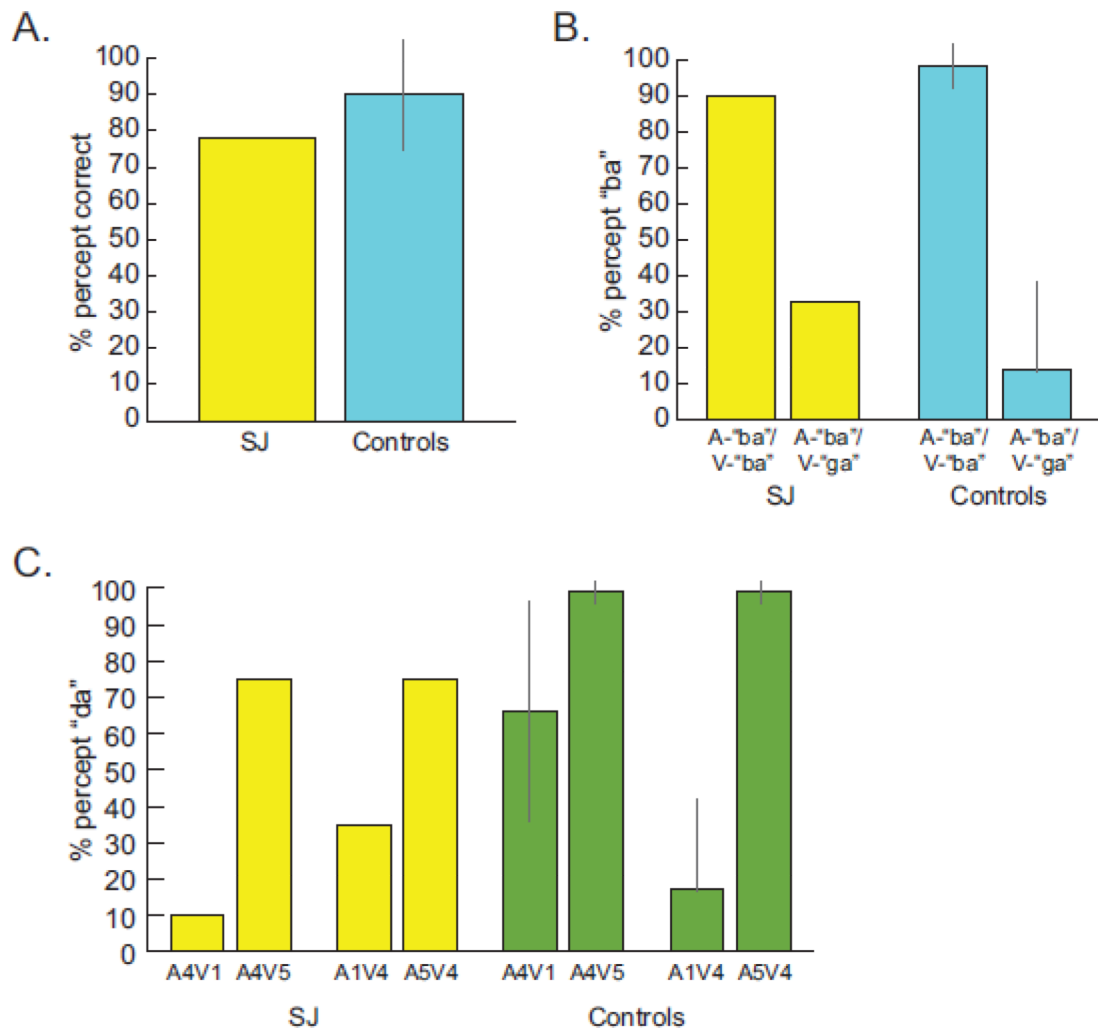 A.
% percept correct
100
90
80
70
60
50
40
30
20
10
0
SJ Controls
B.
% percept "ba"
100
90
80
70
60
50
40
30
20
10
0
A-"ba"/ A-"ba"/ A-"ba"/ A-"ba"/
V-"ba" V-"ga" V-"ba" V-"ga"
SJ Controls
C.
% percept "da"
100
90
80
70
60
50
40
30
20
10
0
A4V1 A4V5 A1V4 A5V4 A4V1 A4V5 A1V4 A5V4
SJ Controls